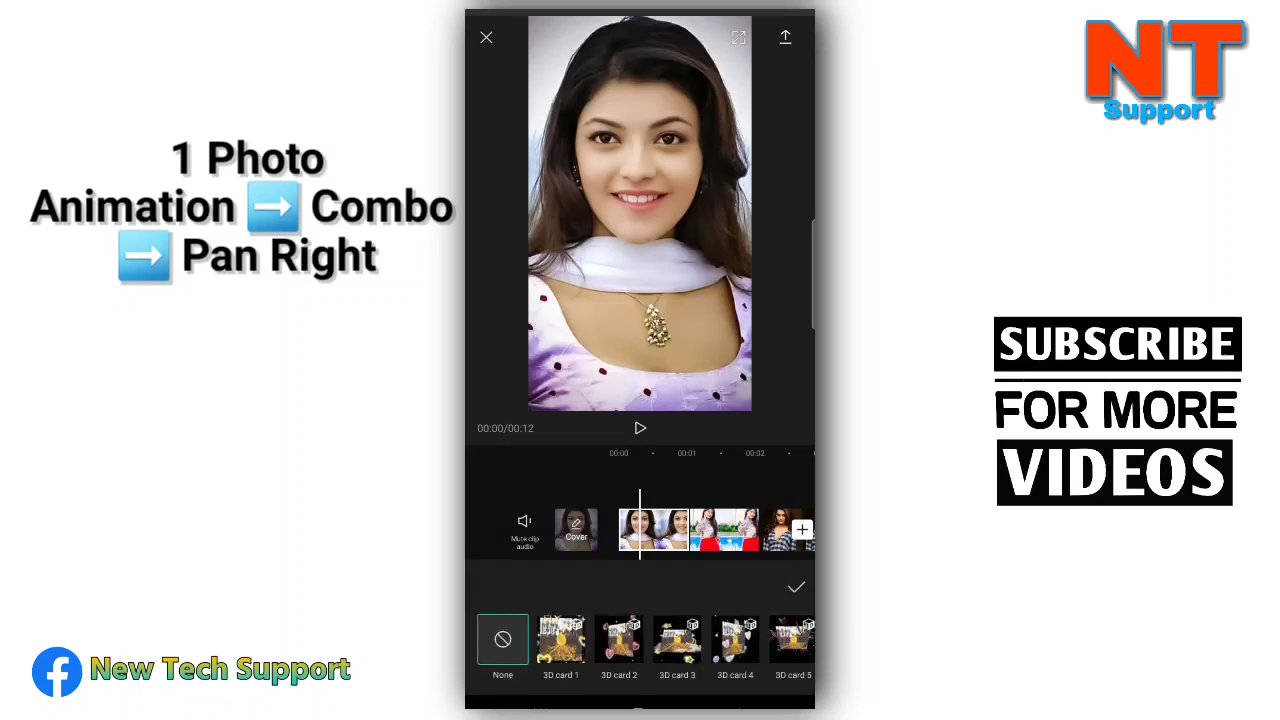 NT
Support
1 Photo
Animation ➡️ Combo
➡️ Pan Right
SUBSCRIBE
FOR MORE
VIDEOS
00:00/00:12
00:00
00:01
00:02
Mute clip
audio
Cover
None
3D card 1
3D card 2
3D card 3
3D card 4
3D card 5
New Tech Support